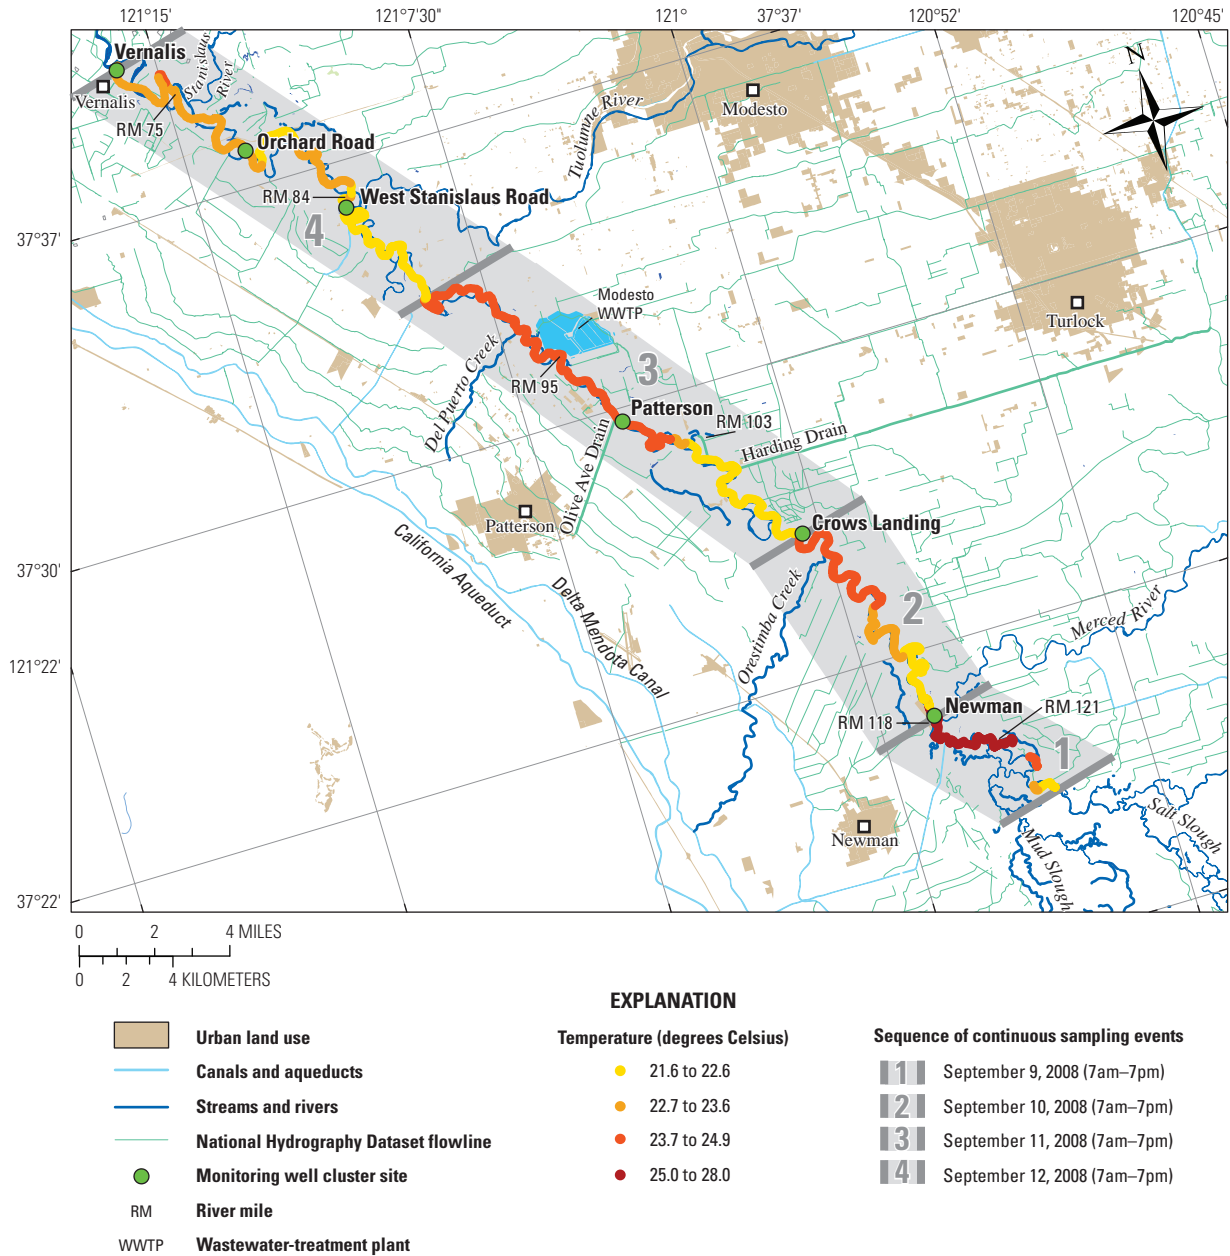 121°15'
121°7'30"
121°
37°37'
120°52'
120°45'
Vernalis
Vernalis
Stanislaus
River
RM 75
Orchard Road
RM 84
West Stanislaus Road
4
Tuolumne River
Modesto
N
Turlock
37°37'
Modesto
WWTP
3
Del Puerto Creek
RM 95
Patterson
RM 103
Harding Drain
Olive Ave Drain
Patterson
Crows Landing
California Aqueduct
Delta Mendota Canal
37°30'
Orestimba Creek
2
Merced River
121°22'
Newman
RM 118
RM 121
1
Newman
Salt Slough
Mud Slough
37°22'
0 2 4 MILES
0 2 4 KILOMETERS
EXPLANATION
Urban land use
Canals and aqueducts
Streams and rivers
National Hydrography Dataset flowline
Monitoring well cluster site
RM River mile
WWTP Wastewater-treatment plant
Temperature (degrees Celsius)
21.6 to 22.6
22.7 to 23.6
23.7 to 24.9
25.0 to 28.0
Sequence of continuous sampling events
1 September 9, 2008 (7am–7pm)
2 September 10, 2008 (7am–7pm)
3 September 11, 2008 (7am–7pm)
4 September 12, 2008 (7am–7pm)